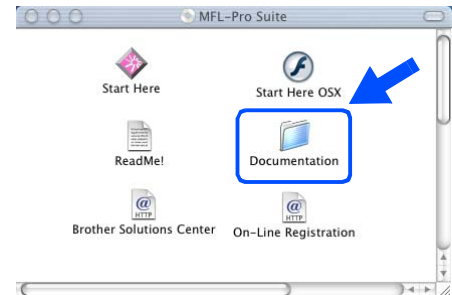 MFL-Pro Suite
Start Here
Start Here OSX
ReadMe!
Documentation
@
HTTP
@
HTTP
Brother Solutions Center
On-Line Registration